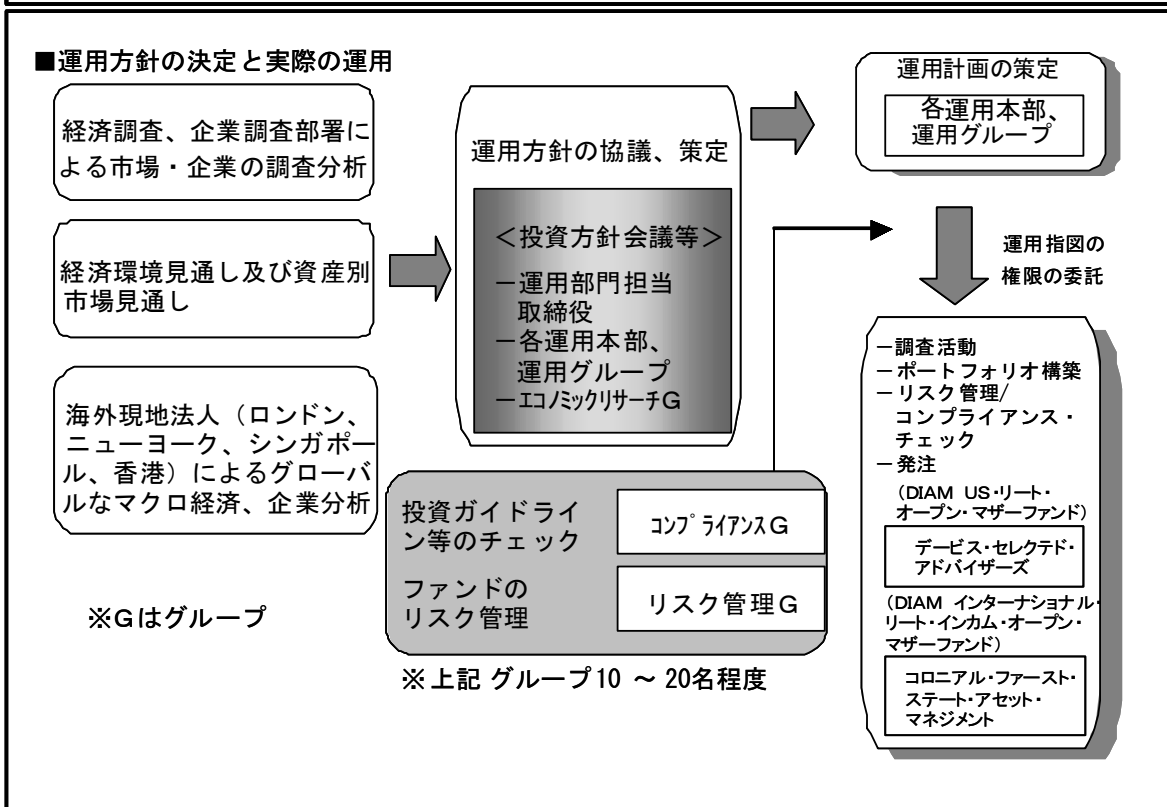 ■運用方針の決定と実際の運用
経済調査、企業調査部署に
よる市場・企業の調査分析
経済環境見通し及び資産別
市場見通し
海外現地法人（ロンドン、
ニューヨーク、シンガポー
ル、香港）によるグローバ
ルなマクロ経済、企業分析
※Gはグループ
運用方針の協議、策定
＜投資方針会議等＞
－運用部門担当
取締役
－各運用本部、
運用グループ
－ｴｺﾉﾐｯｸﾘｻｰﾁG
投資ガイドライ
ン等のチェック
ｺﾝﾌﾟﾗｲｱﾝｽG
ファンドの
リスク管理
リスク管理G
※上記 グループ10 ～ 20名程度
運用計画の策定
各運用本部、
運用グループ
運用指図の
権限の委託
－調査活動
－ポートフォリオ構築
－リスク管理/
コンプライアンス・
チェック
－発注
(DIAM US・リート・
オープン・マザーファンド)
デービス・セレクテド・
アドバイザーズ
(DIAM インターナショナル・
リート・インカム・オープン・
マザーファンド)
コロニアル・ファースト・
ステート・アセット・
マネジメント